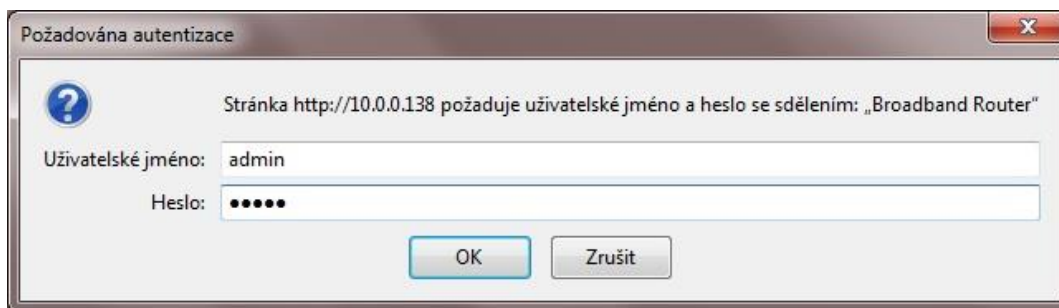 Požadována autentizace
Stránka http://10.0.0.138 požaduje uživatelské jméno a heslo se sdělením: „Broadband Router“
Uživatelské jméno: admin
Heslo: •••••
OK Zrušit